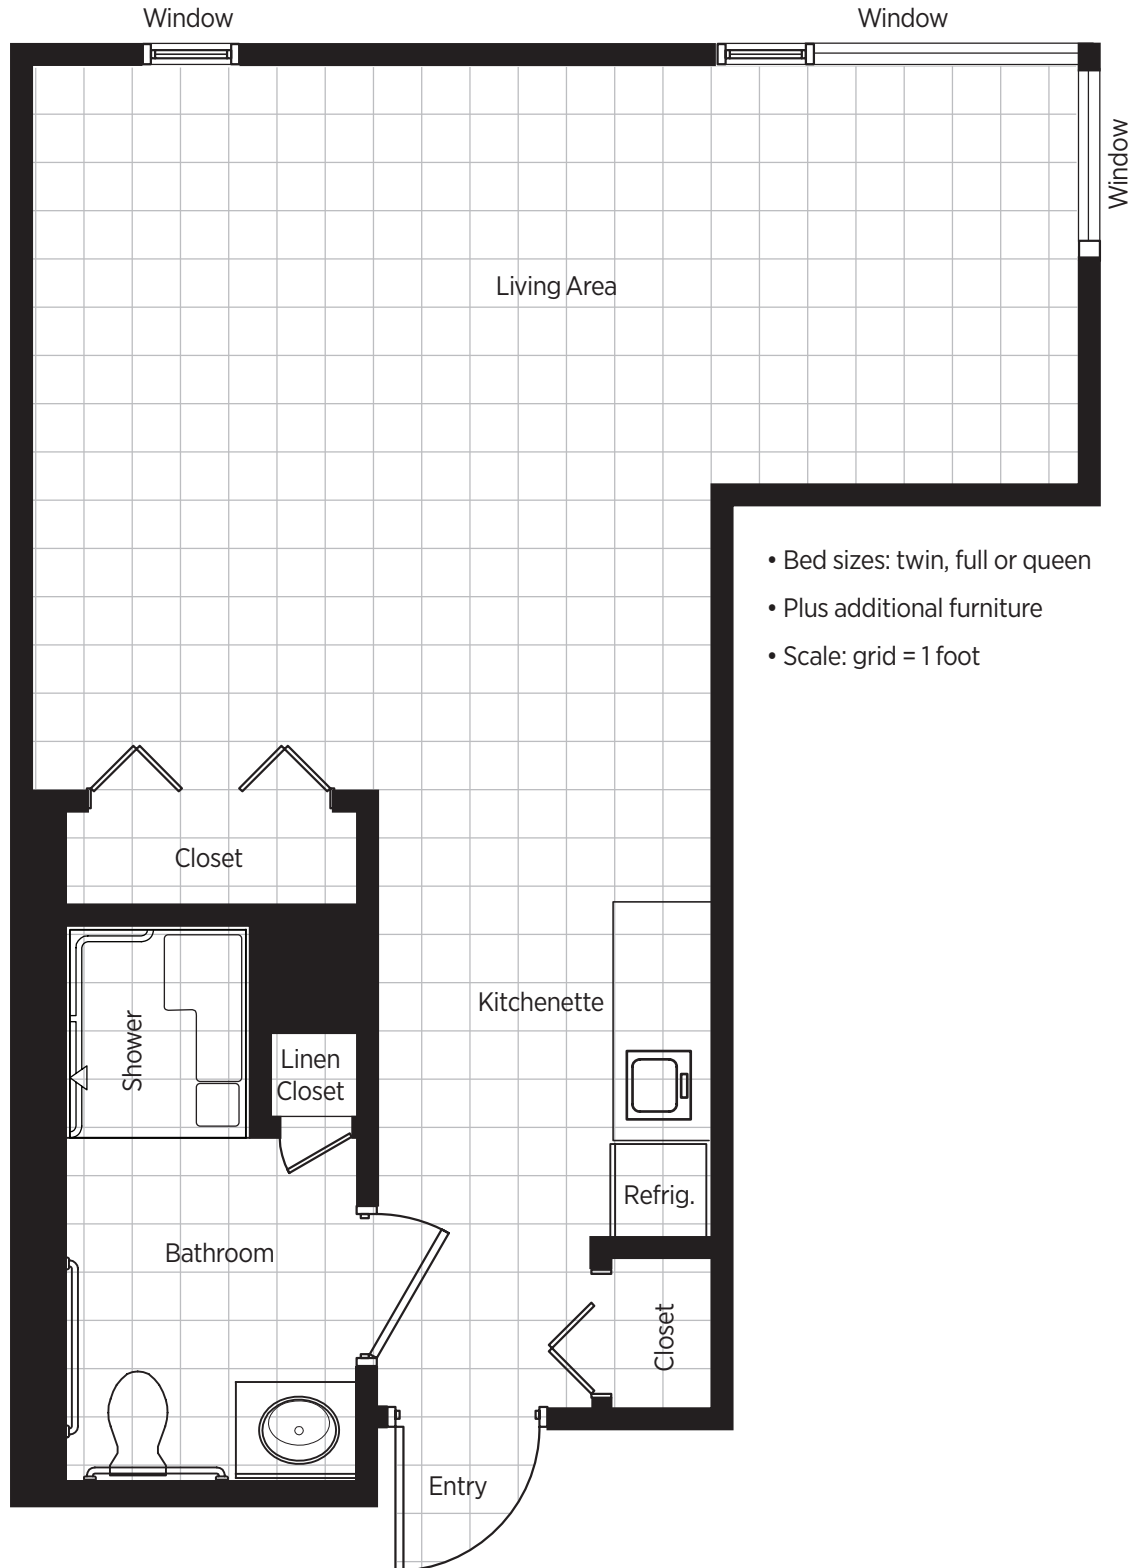 Window
Window
Window
Living Area
• Bed sizes: twin, full or queen
• Plus additional furniture
• Scale: grid = 1 foot
Closet
Kitchenette
Shower
Linen
Closet
Refrig.
Bathroom
Closet
Entry